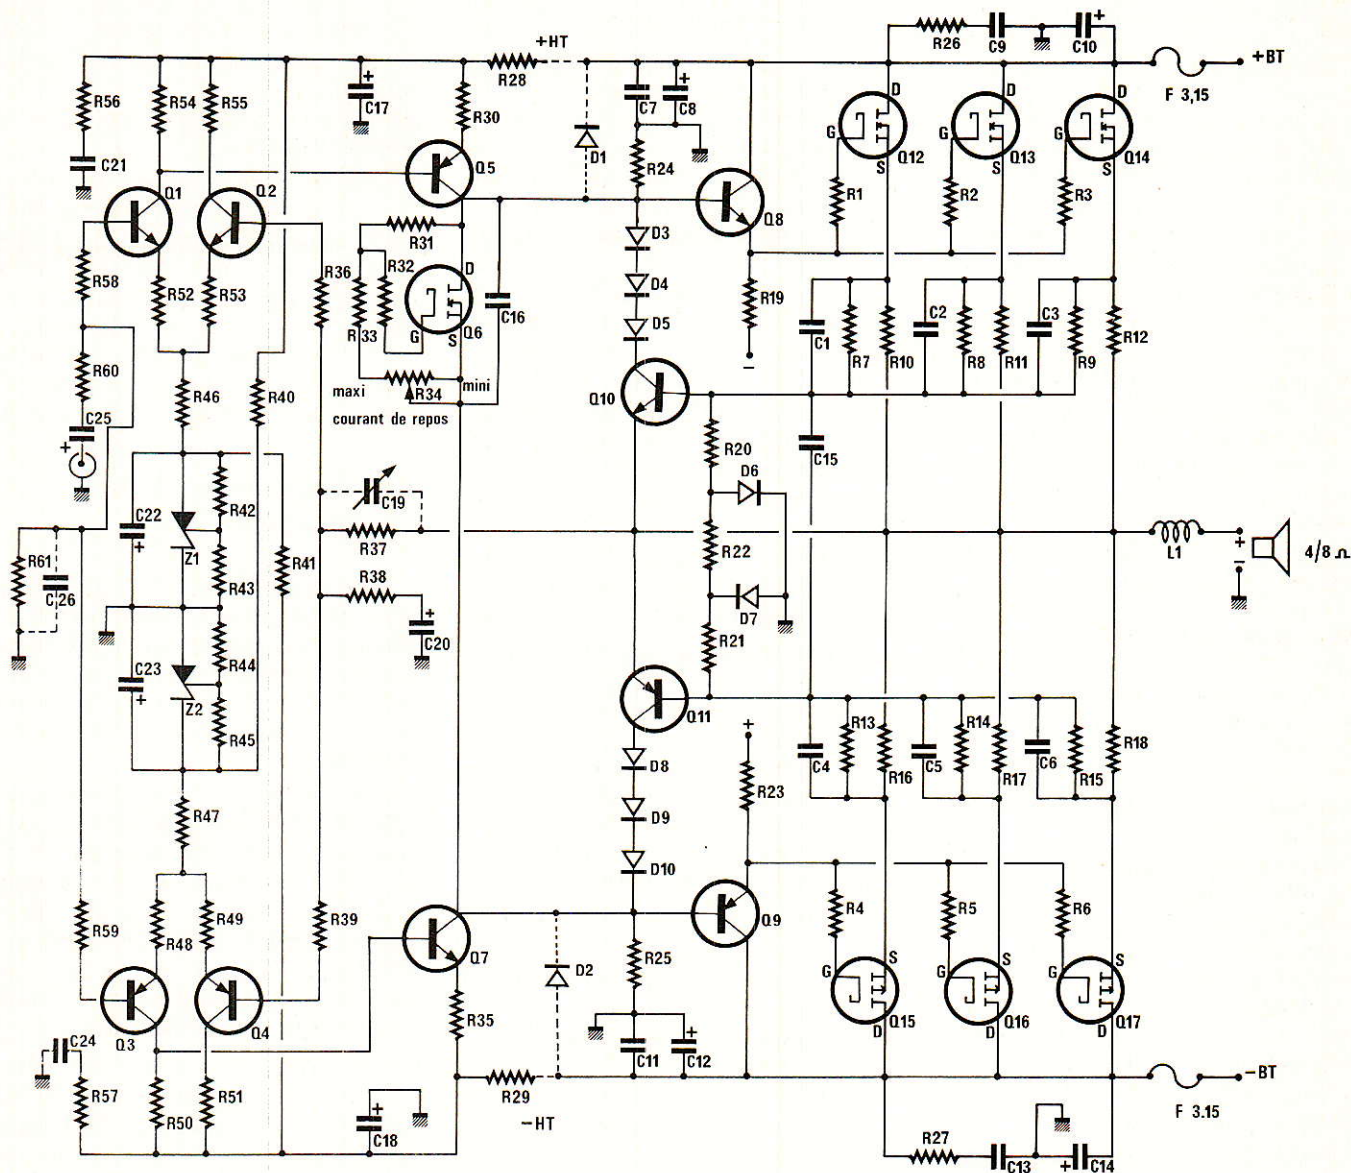 R26 C9 C10
+HT
+BT
R28
F 3,15
R56 R54 R55
C17
R30
C7 C8
D D D
D1
G G G
Q12 Q13 Q14
C21
Q5
R24
S S S
Q1 Q2
R1 R2 R3
Q8
R31
D3
R58
R36 R32
D
D4
R52 R53
C16
R19
Q6
G
R33
S
D5
C1 C2 C3
R7 R10 R8 R11 R9 R12
−
R60
R46 R40
maxi
R34
mini
Q10
courant de repos
C25
+
R20
C15
D6
R42
C19
C22
+
R37
R22
L1
+
−
4/8 Ω
R61
Z1
R41
R43
C26
R38
D7
+
C20
R21
R44
C23
+
Z2
Q11
R45
R13 R14
R18
+
C4 C5 C6
R16 R17 R15
D8
R23
R47
D9
D10
R49
R59
R48
R39
Q9
R4 R5 R6
Q7
D2
R25
S S S
G G G
Q3 Q4
R35
Q15 Q16 Q17
D D D
C24
C11 C12
R57
R50 R51
R29
−BT
+
C18
−HT
F 3.15
R27
C13
+
C14